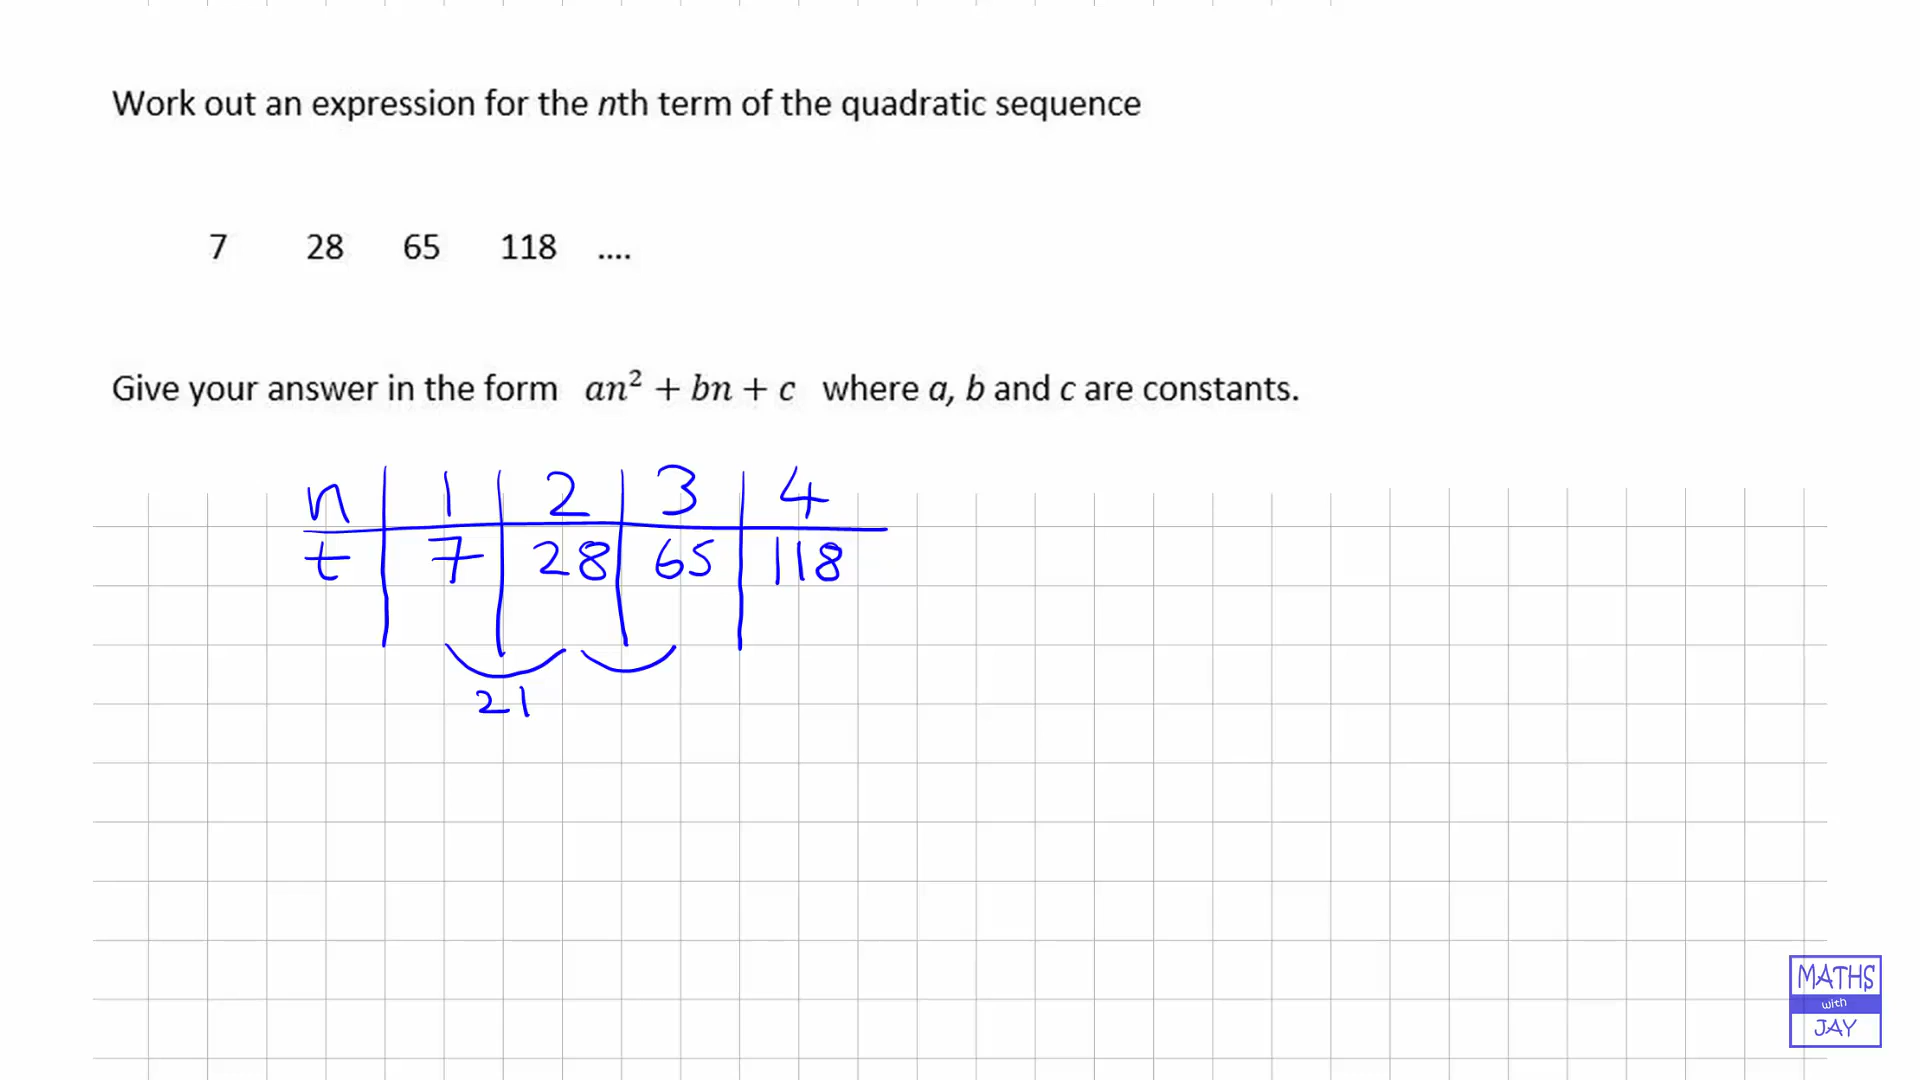 Work out an expression for the nth term of the quadratic sequence
7 28 65 118 ....
Give your answer in the form an² + bn + c where a, b and c are constants.
n 1 2 3 4
t 7 28 65 118
21
MATHS
with
JAY